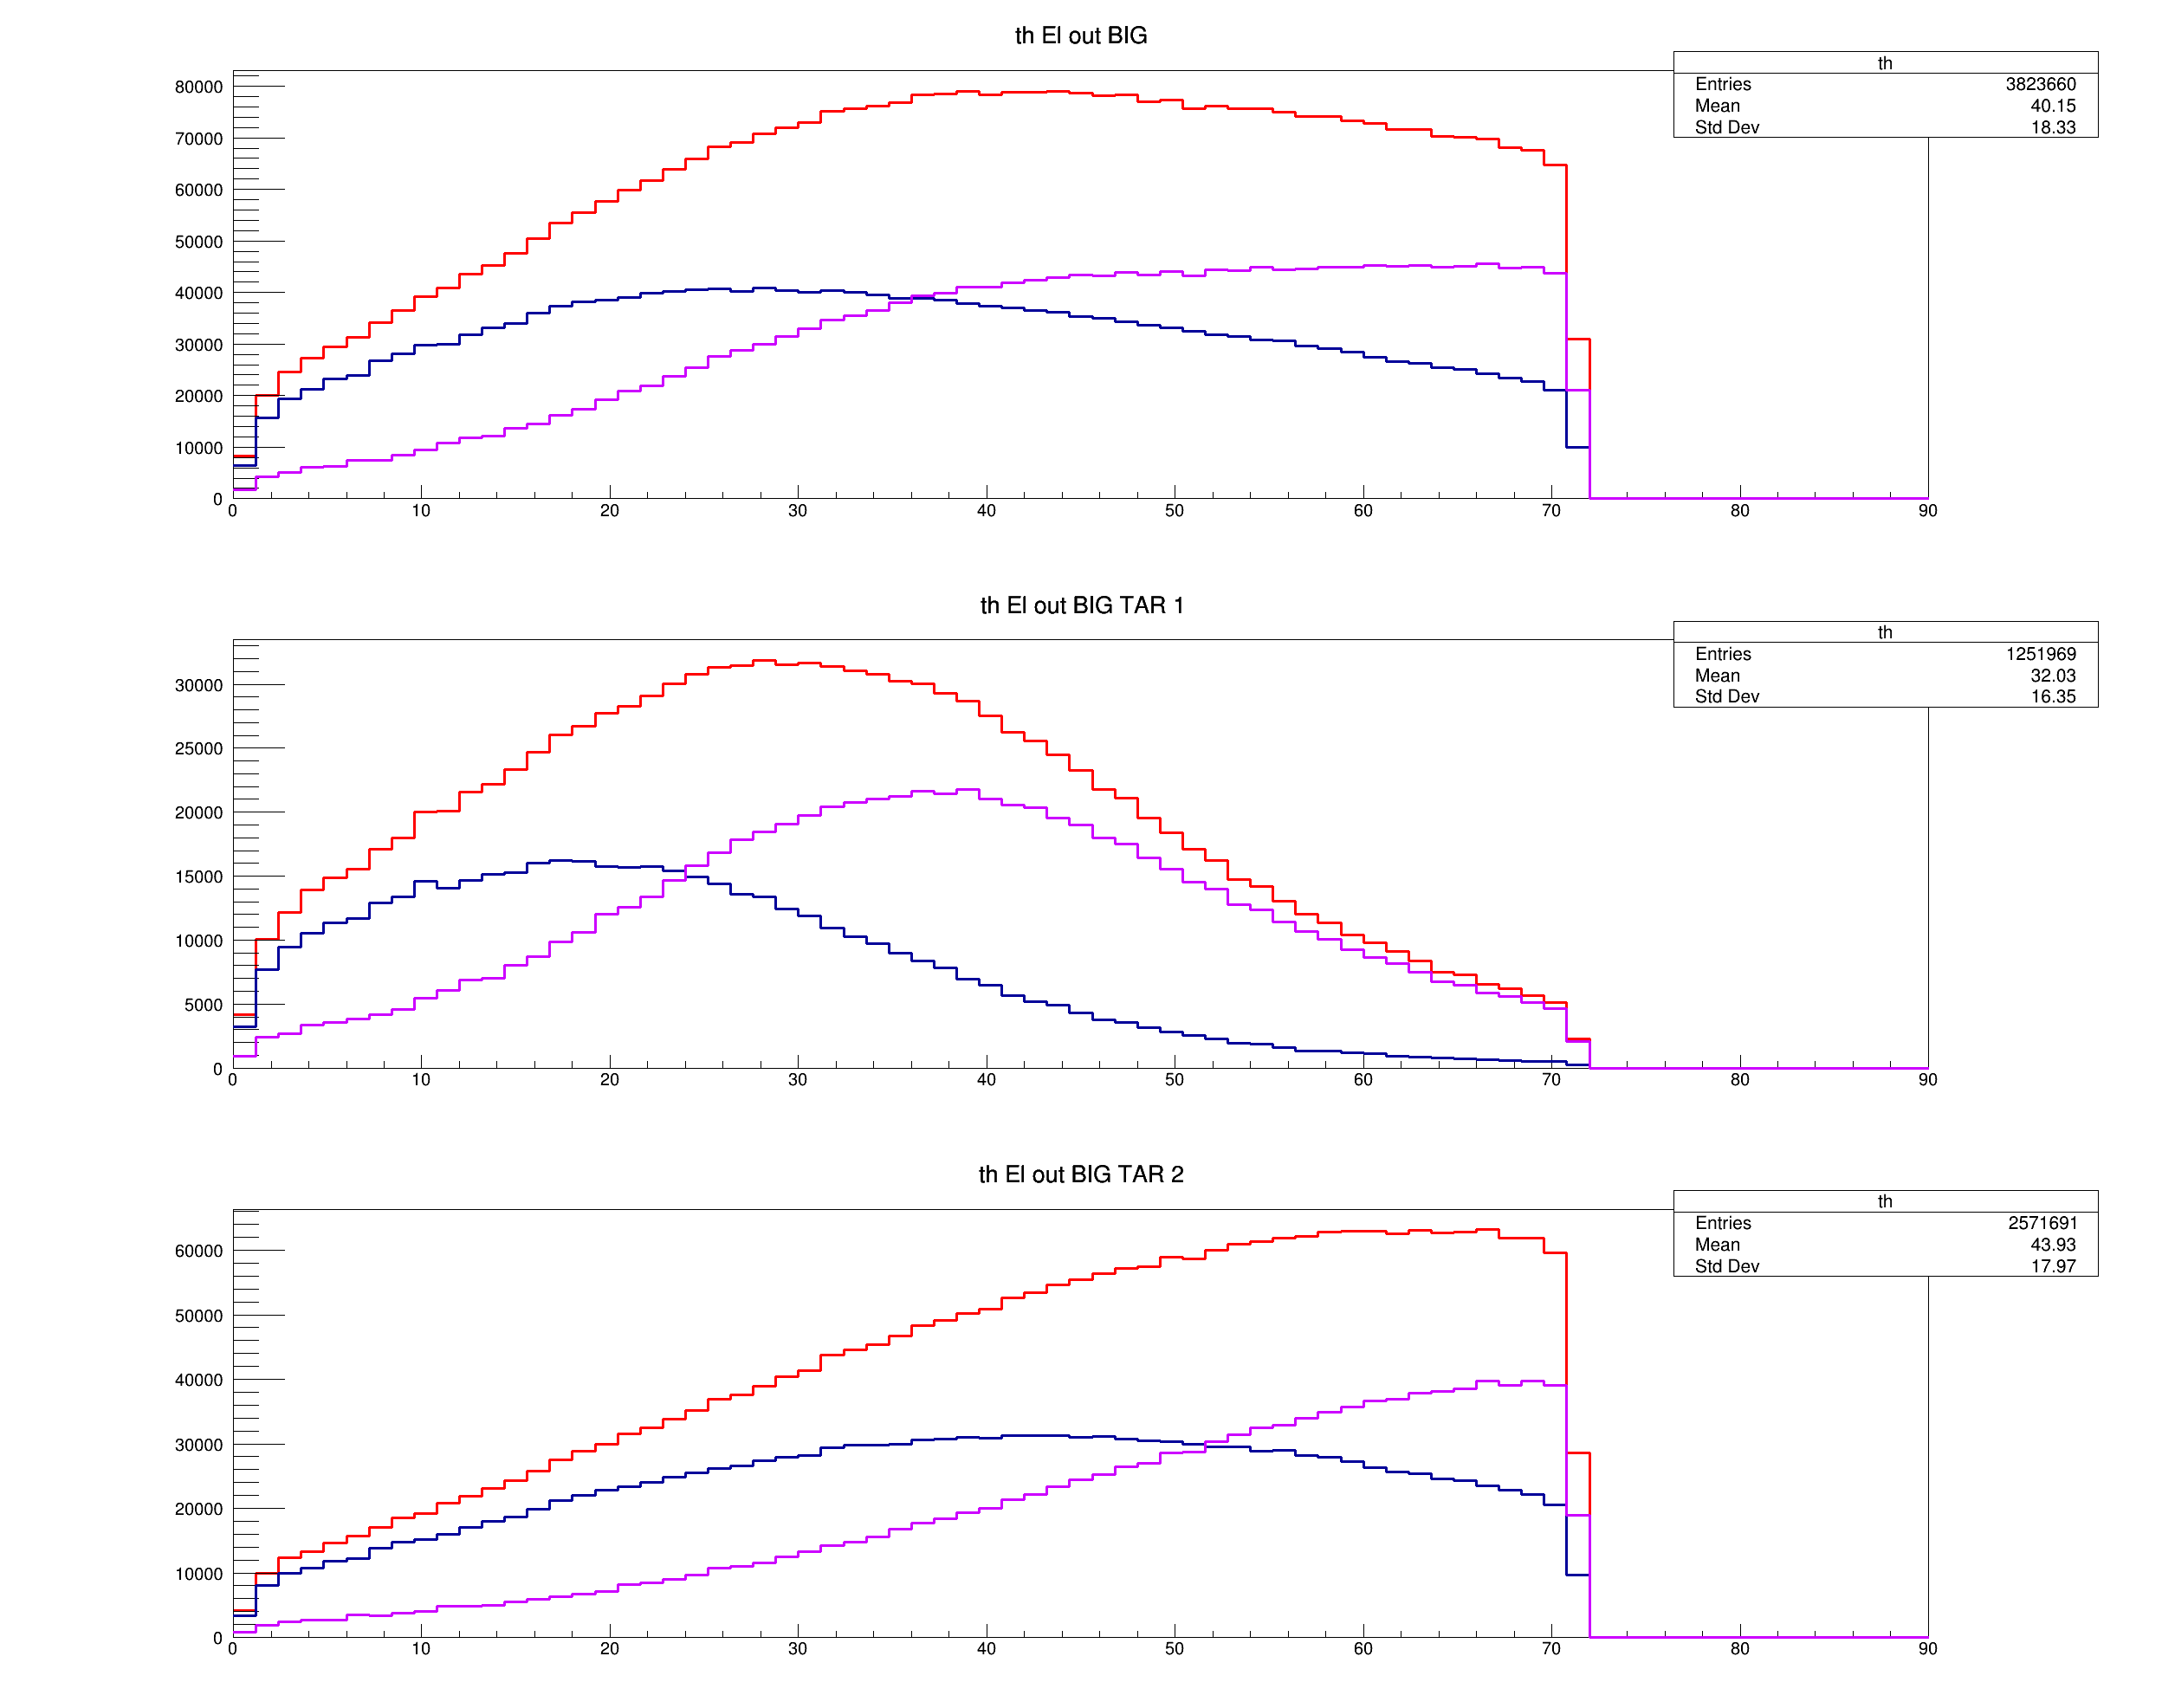 th El out BIG
th
Entries 3823660
Mean 40.15
Std Dev 18.33
80000
70000
60000
50000
40000
30000
20000
10000
0
0 10 20 30 40 50 60 70 80 90
th El out BIG TAR 1
th
Entries 1251969
Mean 32.03
Std Dev 16.35
30000
25000
20000
15000
10000
5000
0
0 10 20 30 40 50 60 70 80 90
th El out BIG TAR 2
th
Entries 2571691
Mean 43.93
Std Dev 17.97
60000
50000
40000
30000
20000
10000
0
0 10 20 30 40 50 60 70 80 90